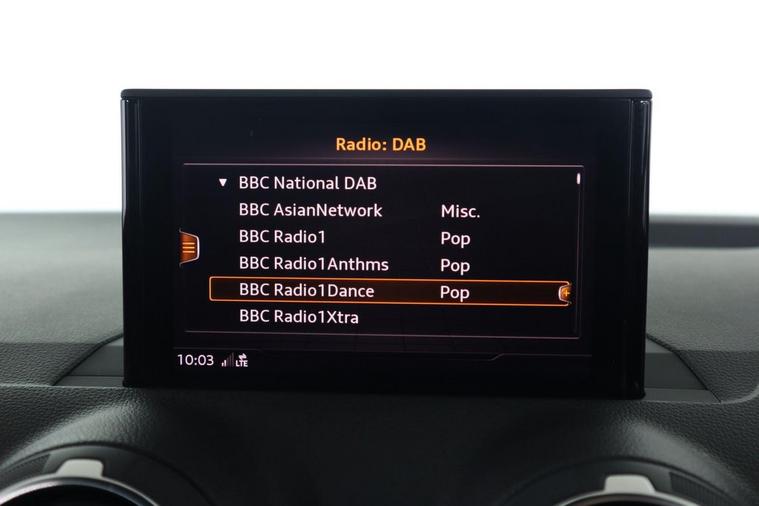 Radio: DAB
▼ BBC National DAB
BBC AsianNetwork Misc.
BBC Radio1 Pop
BBC Radio1Anthms Pop
BBC Radio1Dance Pop
BBC Radio1Xtra
10:03 LTE